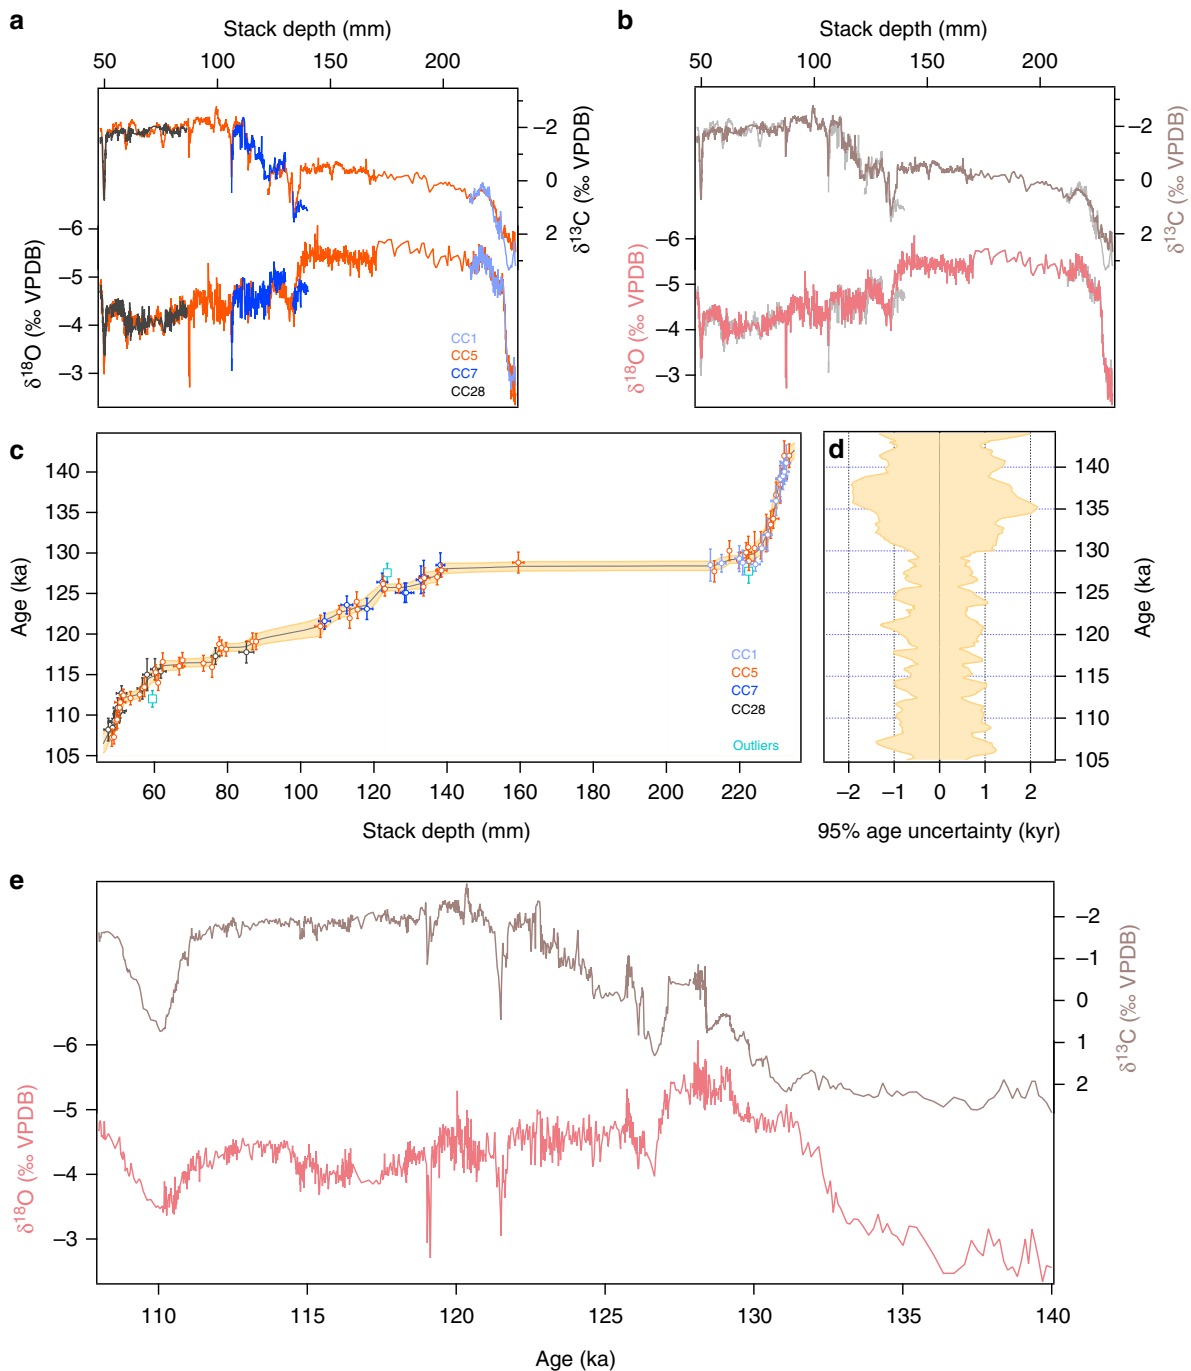 a
Stack depth (mm)
50 100 150 200
−2
0
2
δ¹³C (‰ VPDB)
−6
−5
−4
−3
δ¹⁸O (‰ VPDB)
CC1
CC5
CC7
CC28
b
Stack depth (mm)
50 100 150 200
−2
0
2
δ¹³C (‰ VPDB)
−6
−5
−4
−3
δ¹⁸O (‰ VPDB)
c
140
135
130
125
120
115
110
105
Age (ka)
CC1
CC5
CC7
CC28
Outliers
60 80 100 120 140 160 180 200 220
Stack depth (mm)
d
140
135
130
125
120
115
110
105
Age (ka)
−2 −1 0 1 2
95% age uncertainty (kyr)
e
−2
−1
0
1
2
δ¹³C (‰ VPDB)
−6
−5
−4
−3
δ¹⁸O (‰ VPDB)
110 115 120 125 130 135 140
Age (ka)